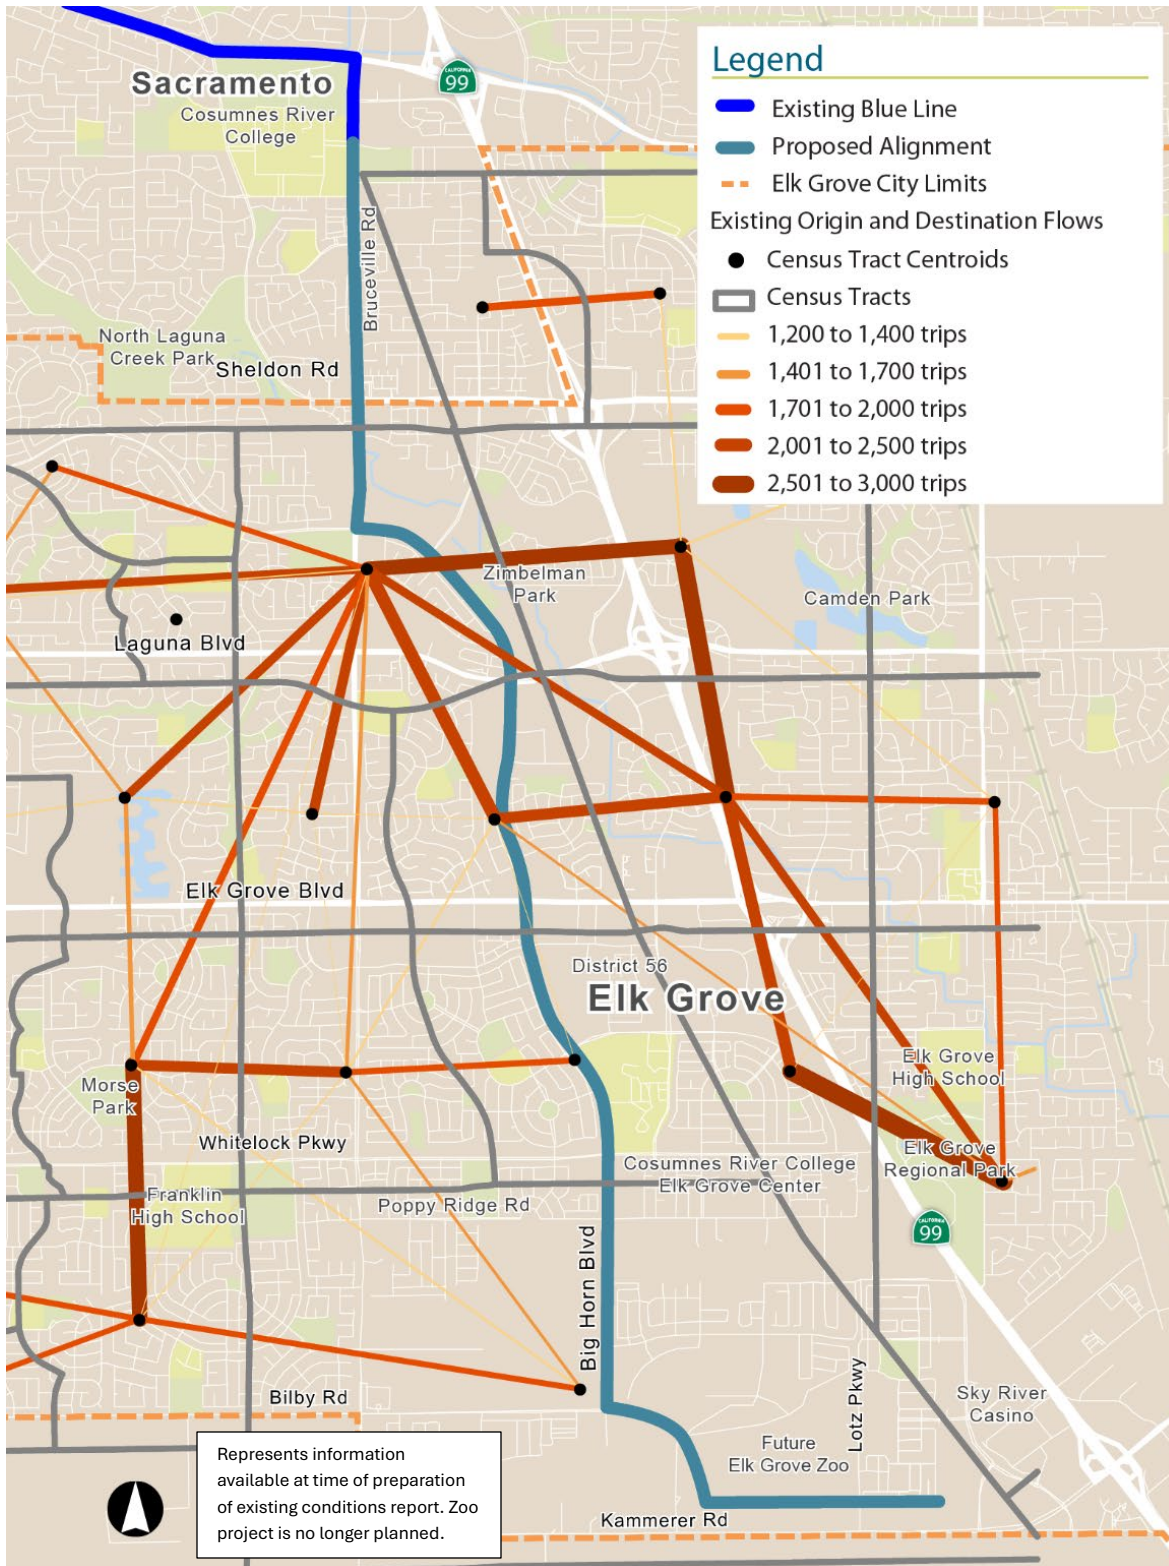 Sacramento
Cosumnes River
College
CALIFORNIA
99
Legend
Existing Blue Line
Proposed Alignment
Elk Grove City Limits
Existing Origin and Destination Flows
Census Tract Centroids
Census Tracts
1,200 to 1,400 trips
1,401 to 1,700 trips
1,701 to 2,000 trips
2,001 to 2,500 trips
2,501 to 3,000 trips
Bruceville Rd
North Laguna
Creek Park
Sheldon Rd
Zimbelman
Park
Camden Park
Laguna Blvd
Elk Grove Blvd
District 56
Elk Grove
Elk Grove
High School
Morse
Park
Whitelock Pkwy
Elk Grove
Regional Park
Cosumnes River College
Elk Grove Center
Franklin
High School
Poppy Ridge Rd
CALIFORNIA
99
Big Horn Blvd
Bilby Rd
Lotz Pkwy
Sky River
Casino
Future
Elk Grove Zoo
Kammerer Rd
Represents information
available at time of preparation
of existing conditions report. Zoo
project is no longer planned.